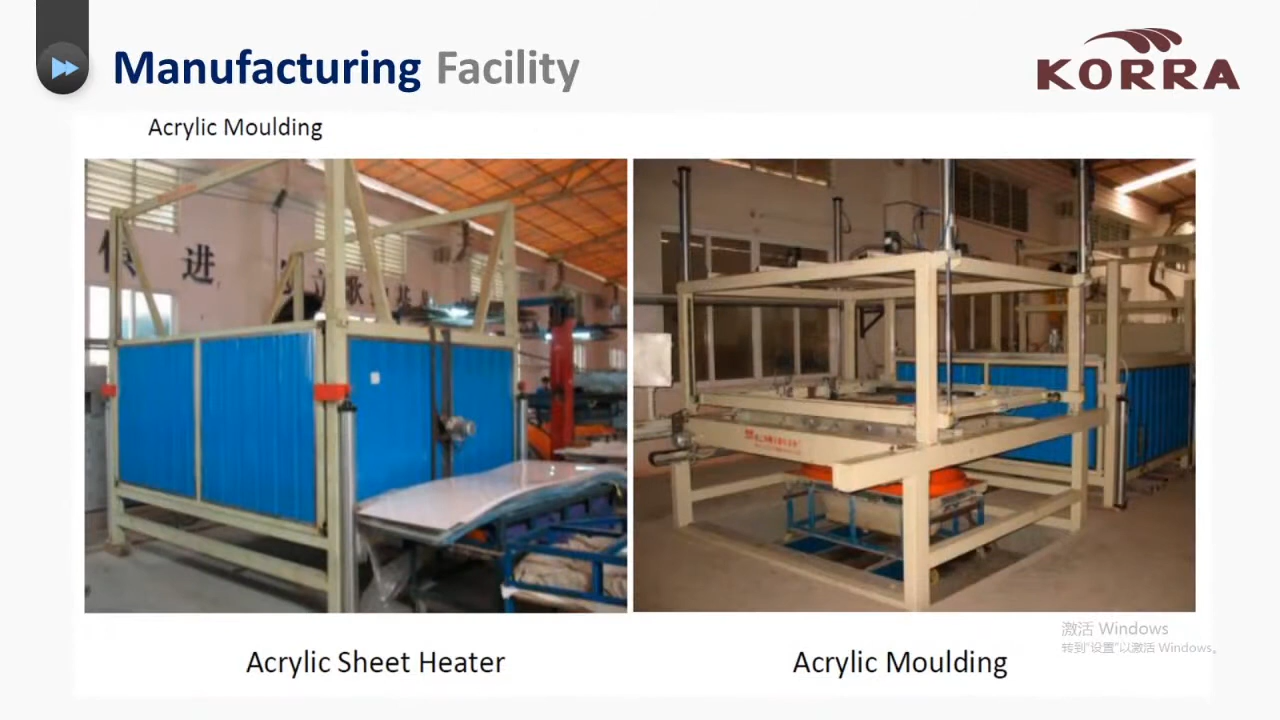 Manufacturing Facility
KORRA
Acrylic Moulding
进
Acrylic Sheet Heater
Acrylic Moulding
激活 Windows
转到"设置"以激活 Windows。